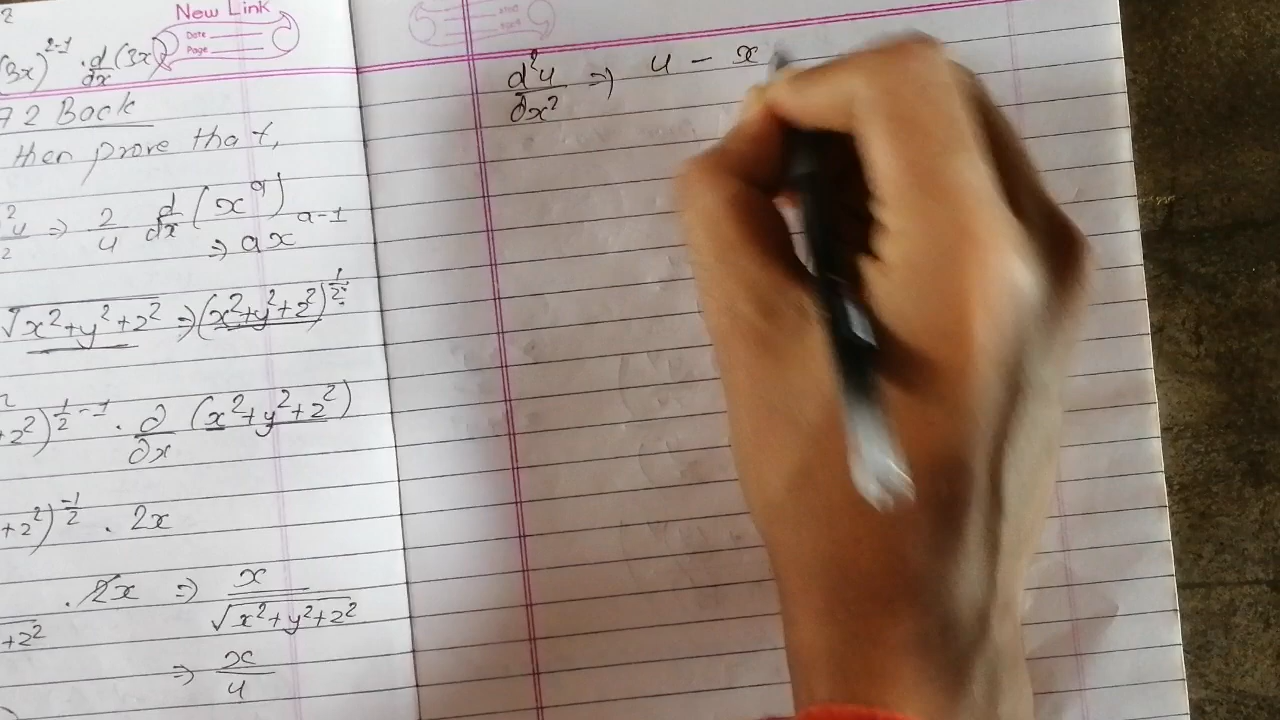 New Link
Date
Page
2
(3x)^{2-1} . d/dx (3x)
72 Book
then prove that,
2u/2 ⇒ 2/u d/dx (x^a)
⇒ ax^{a-1}
√x²+y²+z² ⇒ (x²+y²+z²)^{1/2}
+z²)^{1/2 -1} . ∂/∂x (x²+y²+z²)
+z²)^{-1/2} . 2x
+z² . 2x ⇒ x/√x²+y²+z²
⇒ x/u
d²u/∂x² ⇒ u - x